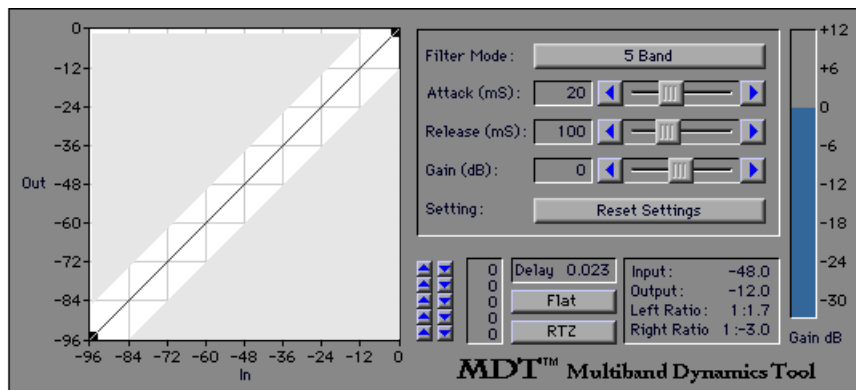 0
-12
-24
-36
Out -48
-60
-72
-84
-96
-96 -84 -72 -60 -48 -36 -24 -12 0
In
Filter Mode: 5 Band
Attack (mS): 20
Release (mS): 100
Gain (dB): 0
Setting: Reset Settings
0
0
0
0
0
Delay 0.023
Flat
RTZ
Input: -48.0
Output: -12.0
Left Ratio: 1:1.7
Right Ratio 1:-3.0
+12
+6
0
-6
-12
-18
-24
-30
Gain dB
MDT™ Multiband Dynamics Tool